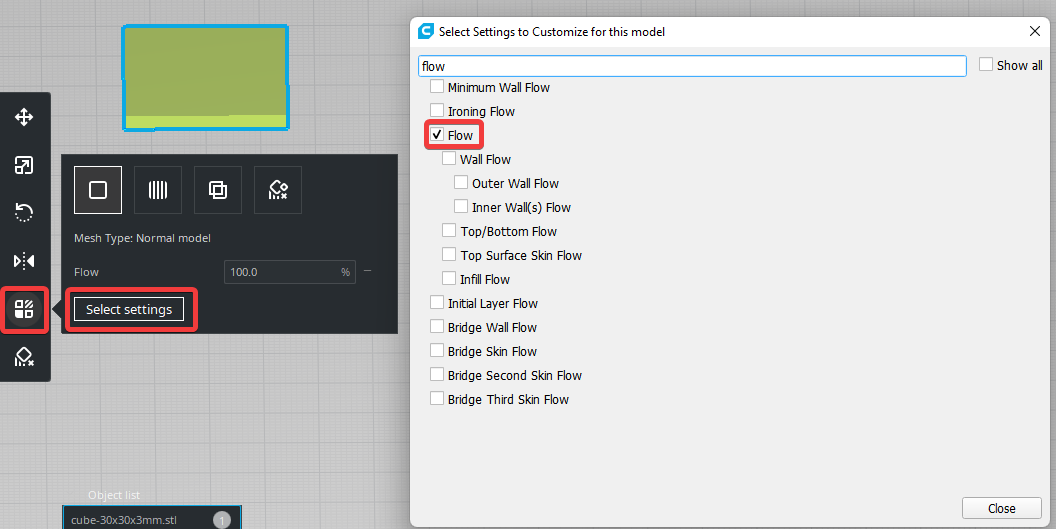 Select Settings to Customize for this model
flow
Show all
Minimum Wall Flow
Ironing Flow
Flow
Wall Flow
Outer Wall Flow
Inner Wall(s) Flow
Top/Bottom Flow
Top Surface Skin Flow
Infill Flow
Initial Layer Flow
Bridge Wall Flow
Bridge Skin Flow
Bridge Second Skin Flow
Bridge Third Skin Flow
Close
Mesh Type: Normal model
Flow 100.0 %
Select settings
Object list
cube-30x30x3mm.stl 1